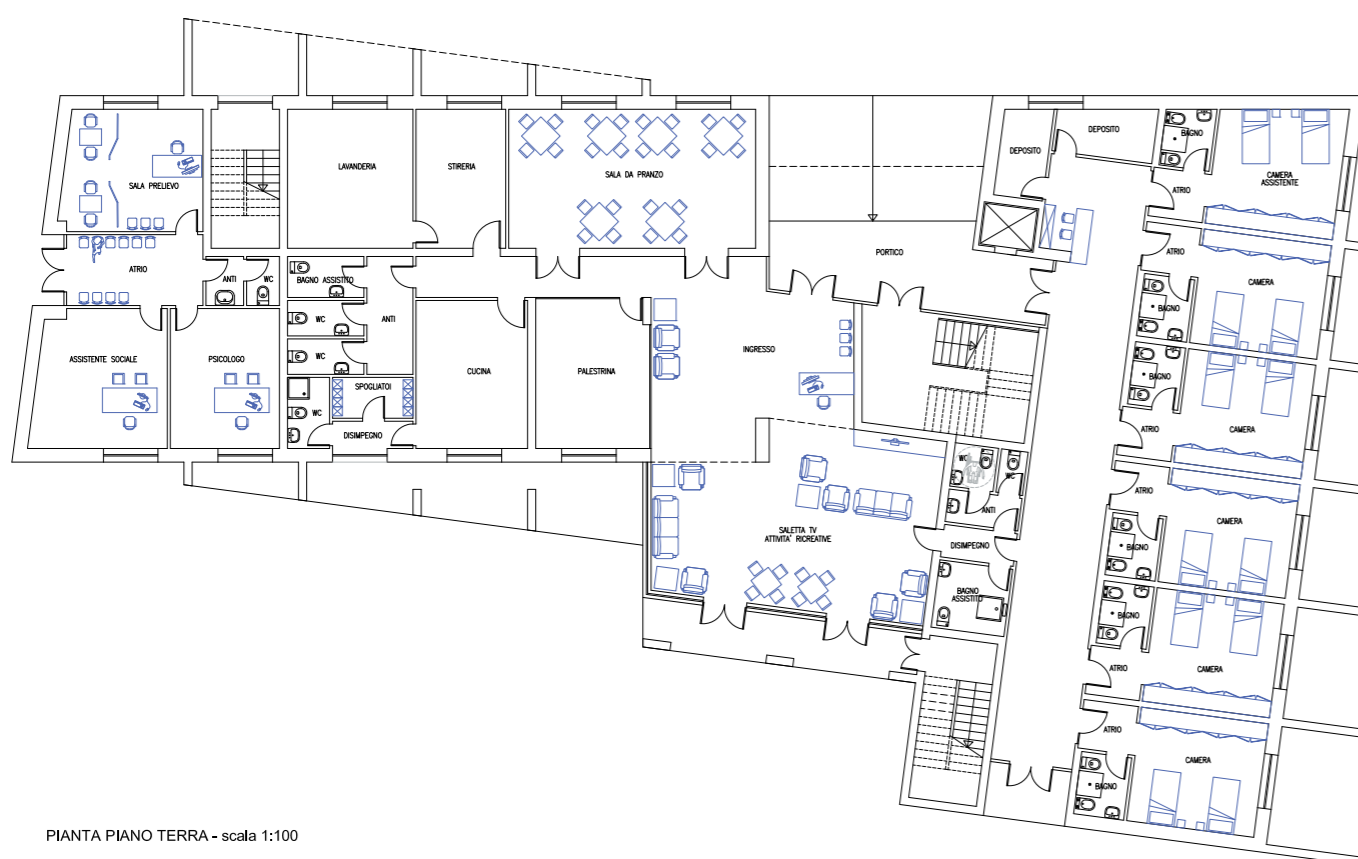 DEPOSITO
DEPOSITO
BAGNO
CAMERA
ASSISTENTE
ATRIO
LAVANDERIA
STIRERIA
SALA DA PRANZO
SALA PRELIEVO
PORTICO
ATRIO
CAMERA
BAGNO
ATRIO
ANTI
WC
BAGNO ASSISTITO
WC
ANTI
WC
ASSISTENTE SOCIALE
PSICOLOGO
CUCINA
PALESTRINA
INGRESSO
SPOGLIATOI
WC
DISIMPEGNO
BAGNO
ATRIO
CAMERA
WC
WC
ANTI
DISIMPEGNO
SALETTA TV
ATTIVITA' RICREATIVE
BAGNO
ASSISTITO
ATRIO
CAMERA
BAGNO
BAGNO
ATRIO
CAMERA
ATRIO
CAMERA
BAGNO
PIANTA PIANO TERRA - scala 1:100